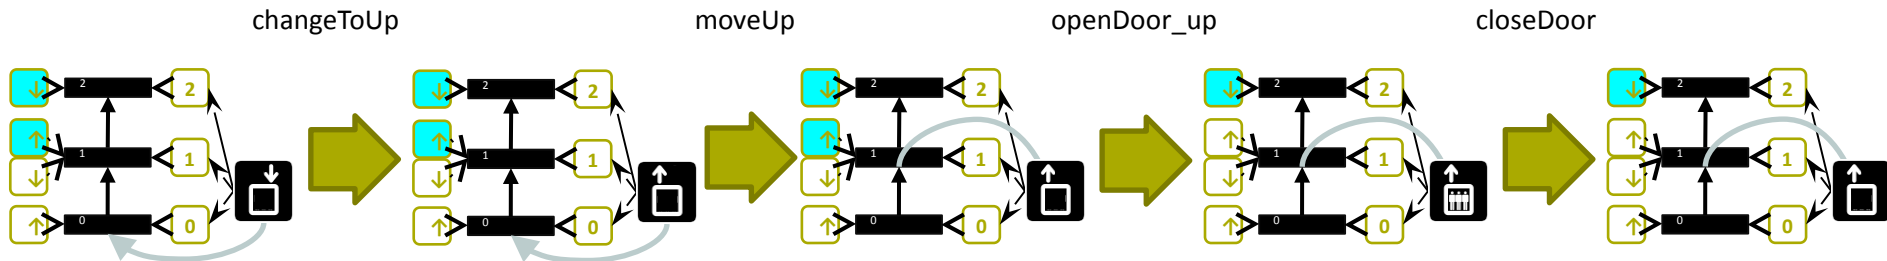 changeToUp moveUp openDoor_up closeDoor
↓ 2 2 ↓ 2 2 ↓ 2 2 ↓ 2 2 ↓ 2 2
↑ ↑ ↑ ↑ ↑
1 1 1 1 1 1 1 1 1 1
↓ ↓ ↓ ↓ ↓
↓ ↑ ↑ ↑ ↑
↑ 0 0 ↑ 0 0 ↑ 0 0 ↑ 0 0 ↑ 0 0